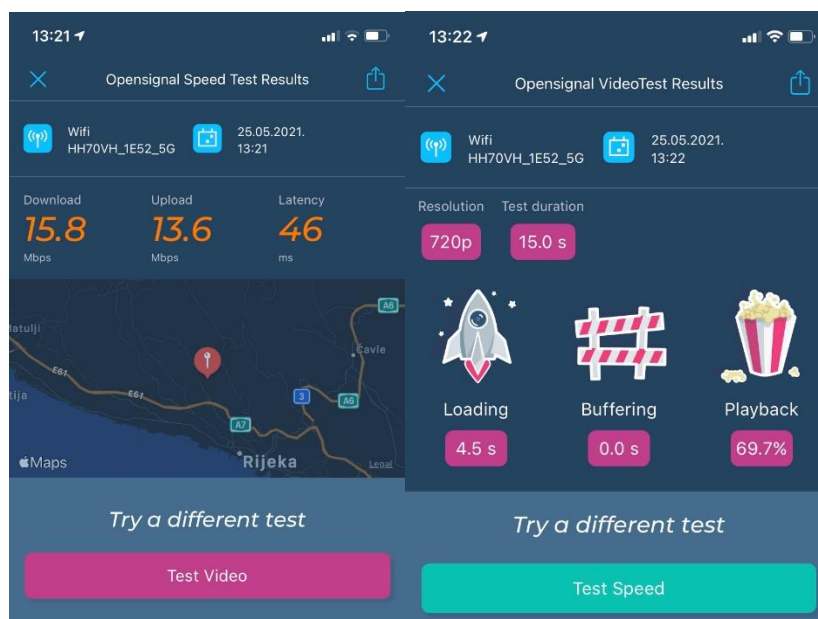 13:21
Opensignal Speed Test Results
Wifi
HH70VH_1E52_5G
25.05.2021.
13:21
Download
Upload
Latency
15.8
13.6
46
Mbps
Mbps
ms
A6
latulji
Čavle
E61
E61
tija
3
A6
A7
Rijeka
Maps
Legal
Try a different test
Test Video
13:22
Opensignal VideoTest Results
Wifi
HH70VH_1E52_5G
25.05.2021.
13:22
Resolution
Test duration
720p
15.0 s
Loading
Buffering
Playback
4.5 s
0.0 s
69.7%
Try a different test
Test Speed